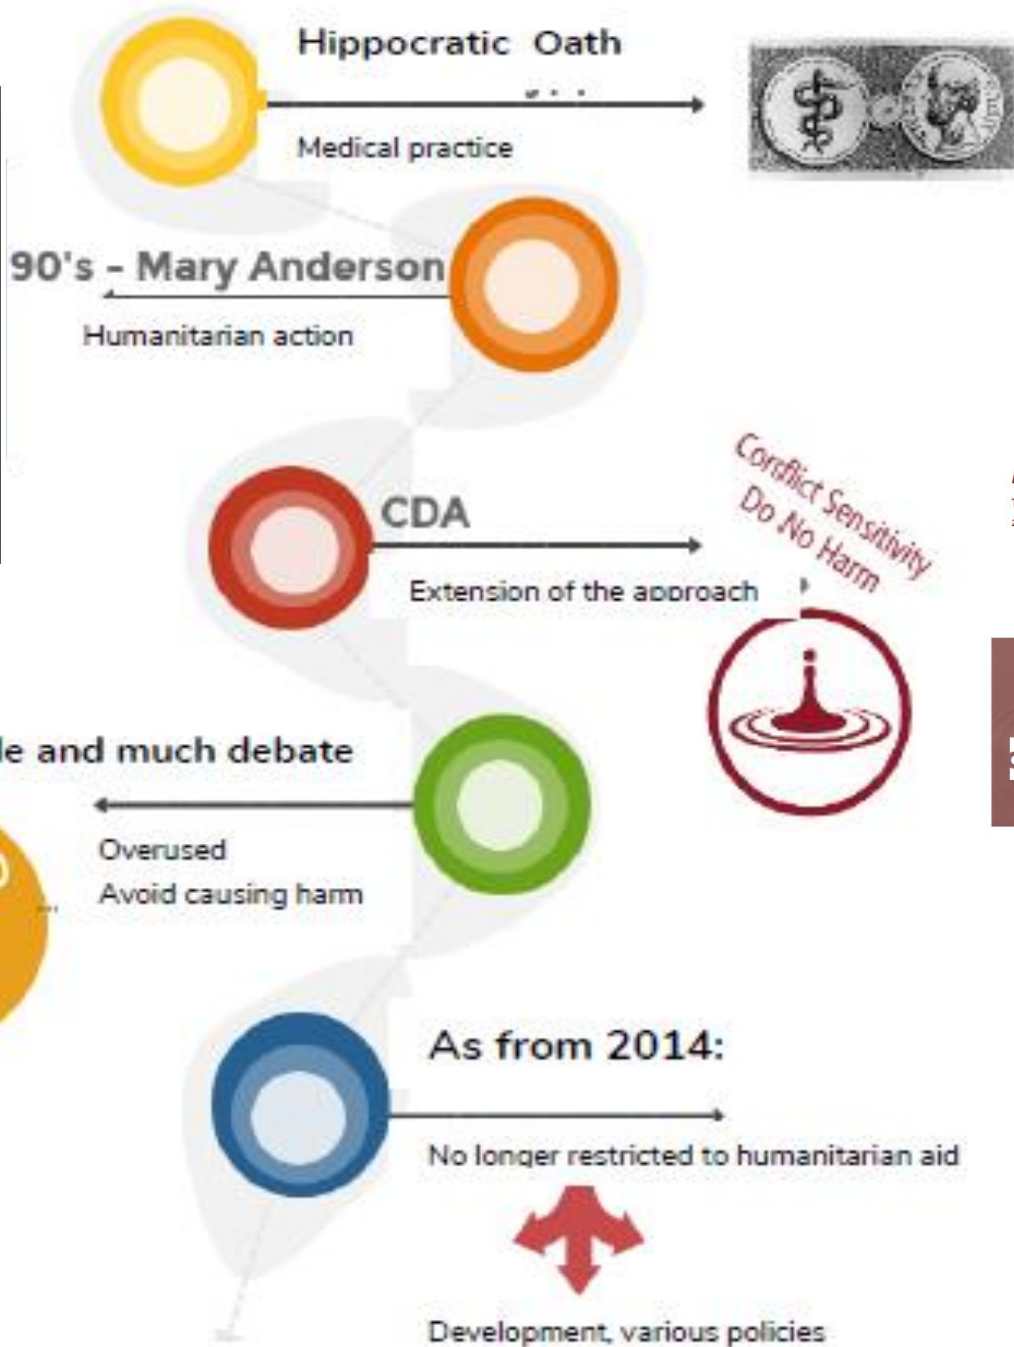 Hippocratic Oath
Medical practice
90's - Mary Anderson
Humanitarian action
CDA
Extension of the approach
Conflict Sensitivity
Do No Harm
and much debate
Overused
Avoid causing harm
...
As from 2014:
No longer restricted to humanitarian aid
Development, various policies